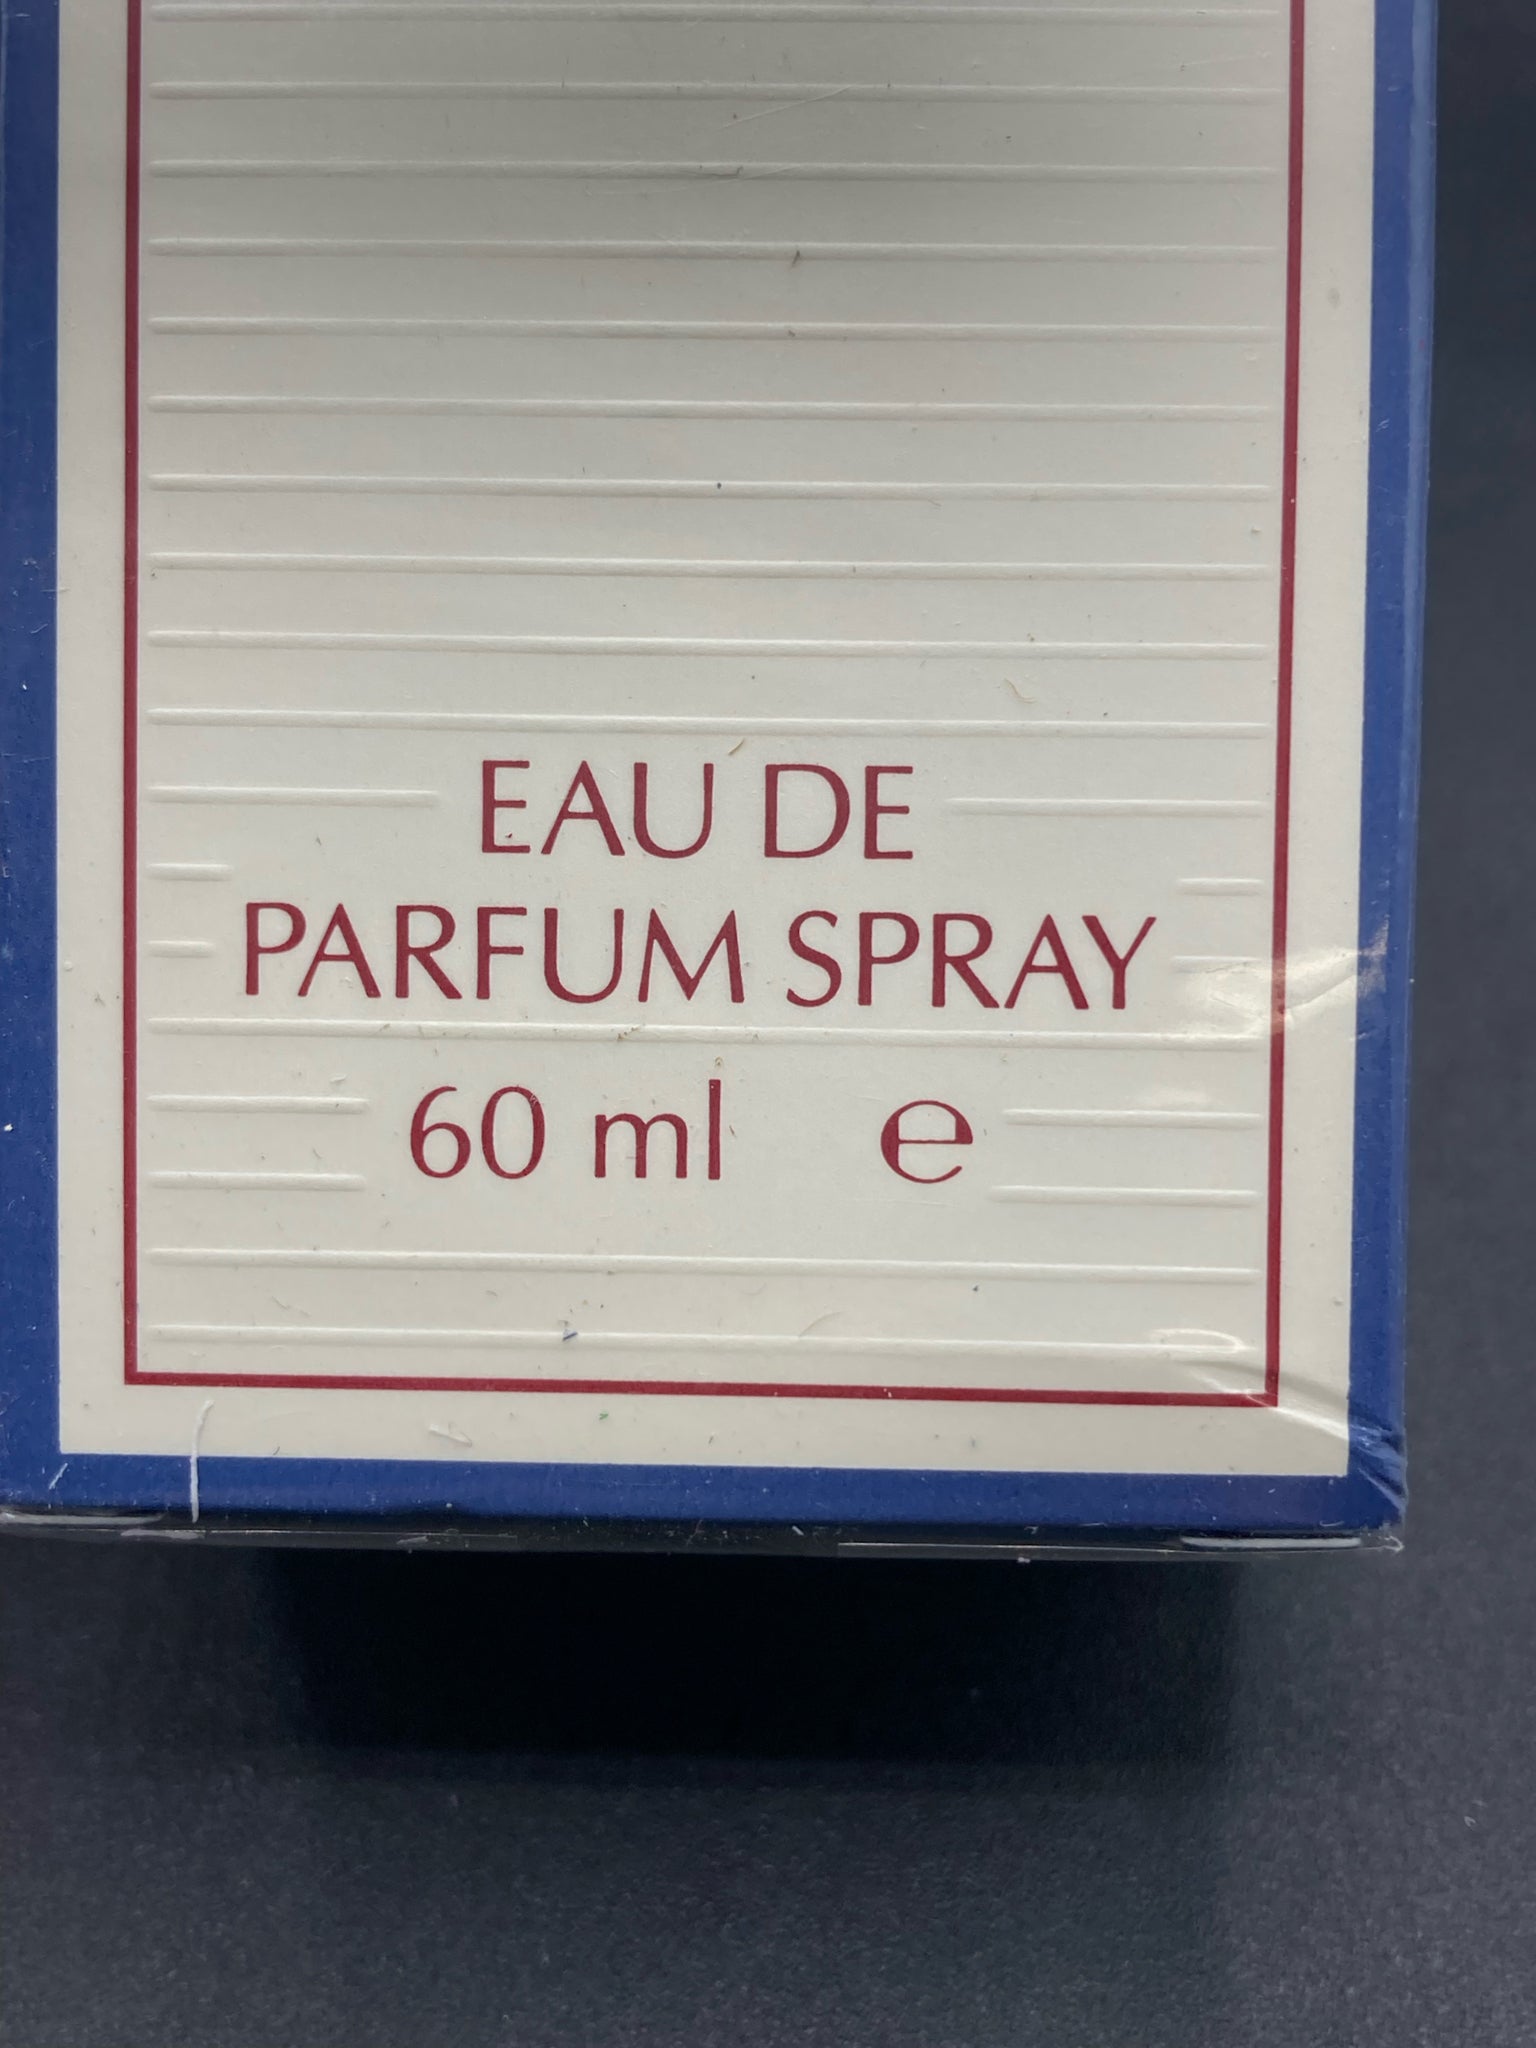 EAU DE
PARFUM SPRAY
60 ml ℮